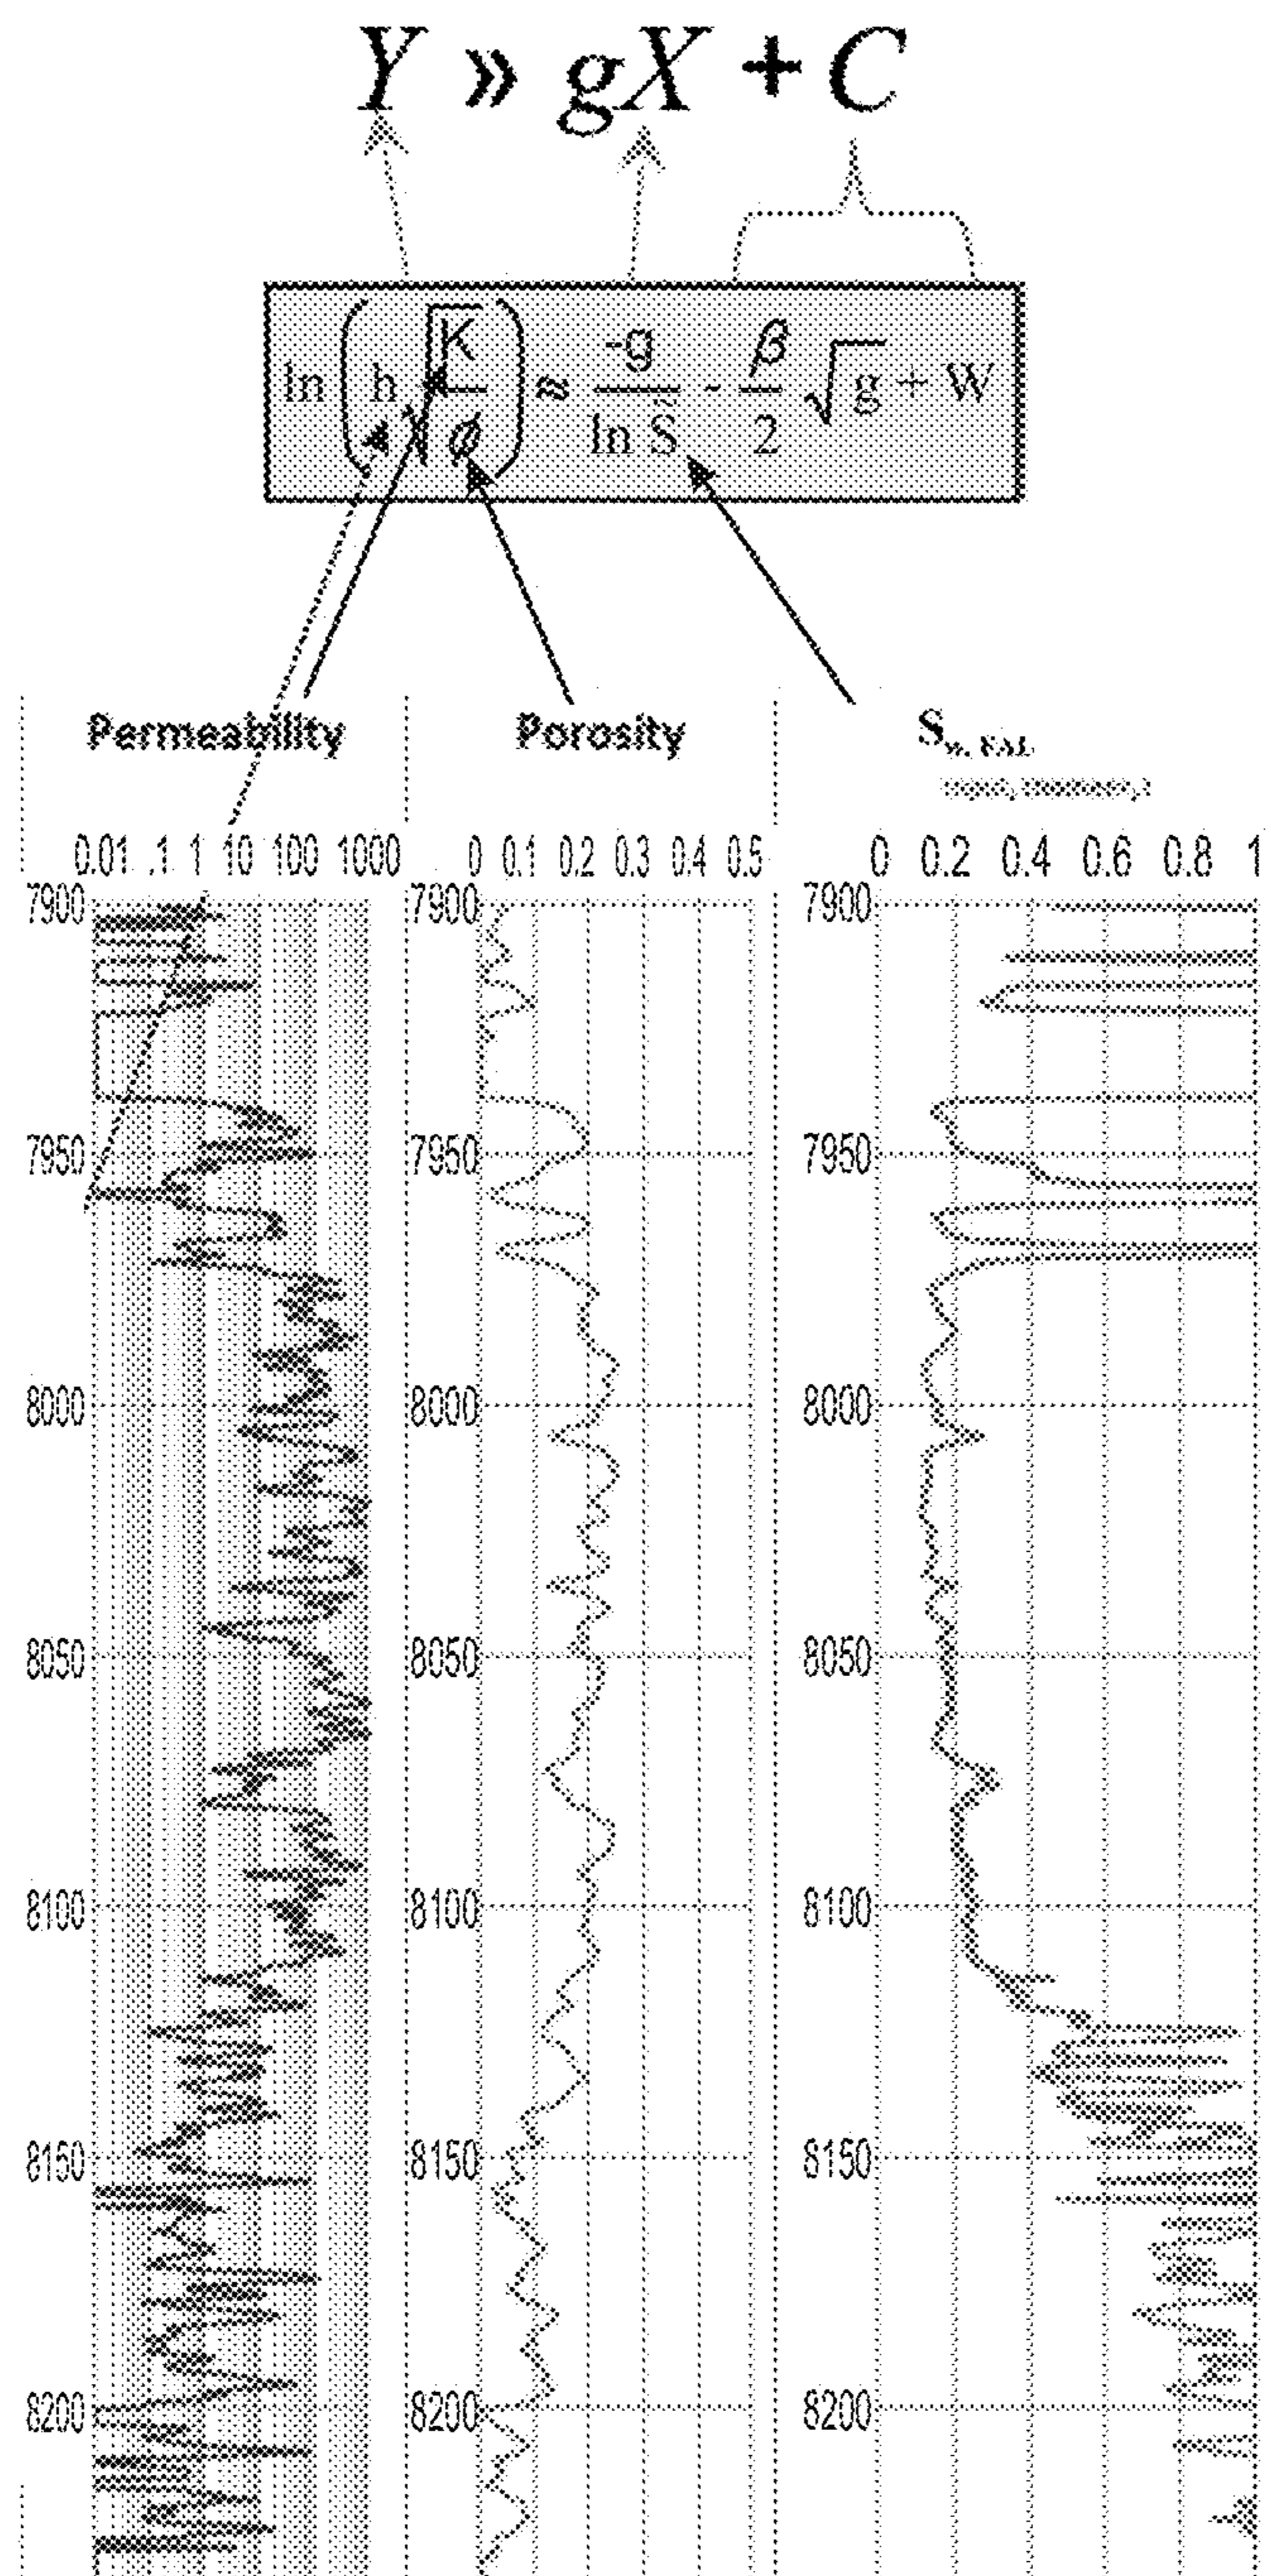 Y » gX + C
ln ( h √ K / ϕ ) ≈ -g / ln S̃ - β / 2 √g + W
Permeability Porosity S
0.01 .1 1 10 100 1000 0 0.1 0.2 0.3 0.4 0.5 0 0.2 0.4 0.6 0.8 1
7900 7900 7900
7950 7950 7950
8000 8000 8000
8050 8050 8050
8100 8100 8100
8150 8150 8150
8200 8200 8200